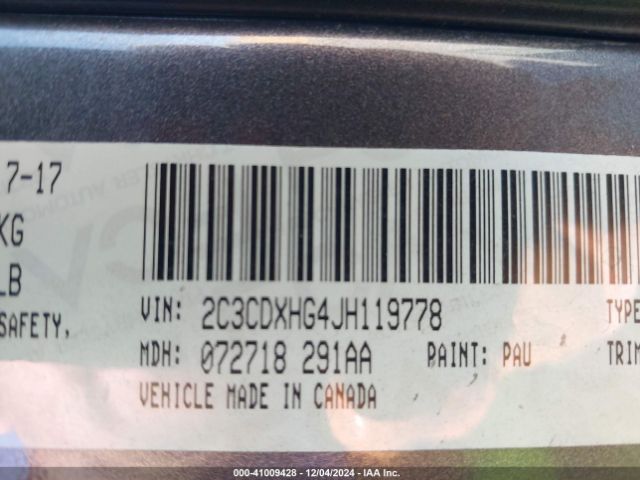 7-17
KG
LB
SAFETY,
VIN: 2C3CDXHG4JH119778
TYPE
MDH: 072718 291AA
PAINT: PAU
TRIM
VEHICLE MADE IN CANADA
000-41009428 - 12/04/2024 - IAA Inc.